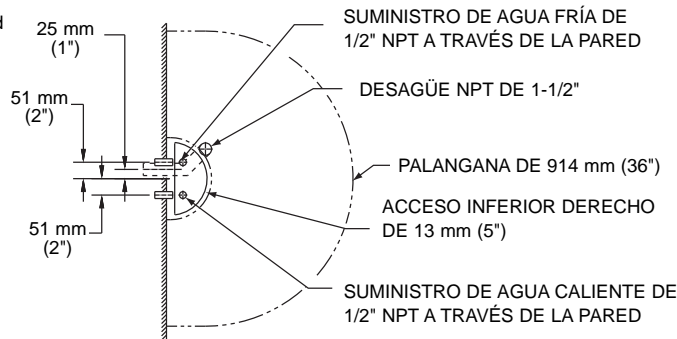 d
25 mm
(1")
51 mm
(2")
51 mm
(2")
SUMINISTRO DE AGUA FRÍA DE
1/2" NPT A TRAVÉS DE LA PARED
DESAGÜE NPT DE 1-1/2"
PALANGANA DE 914 mm (36")
ACCESO INFERIOR DERECHO
DE 13 mm (5")
SUMINISTRO DE AGUA CALIENTE DE
1/2" NPT A TRAVÉS DE LA PARED